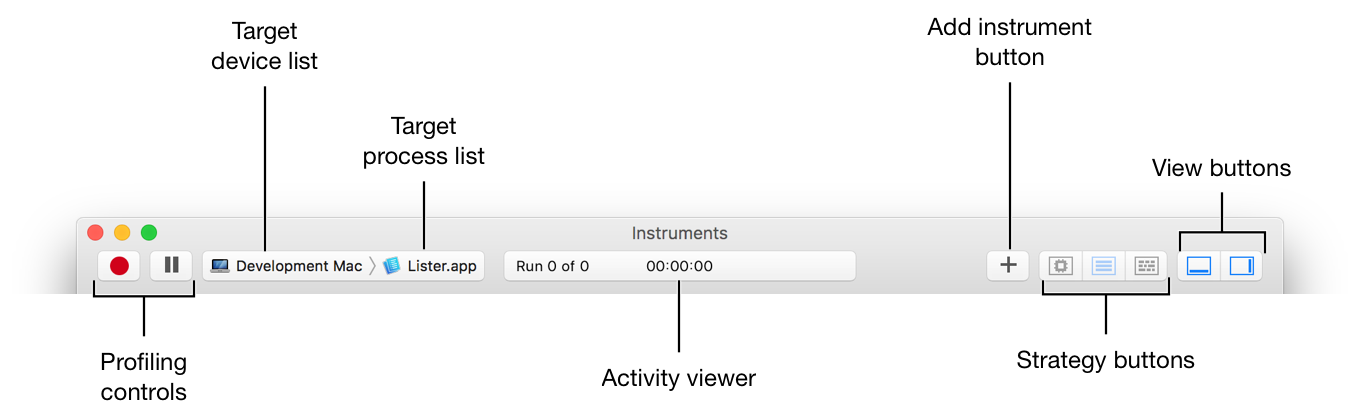 Target
device list
Add instrument
button
Target
process list
View buttons
Instruments
Development Mac
Lister.app
Run 0 of 0
00:00:00
Profiling
controls
Activity viewer
Strategy buttons